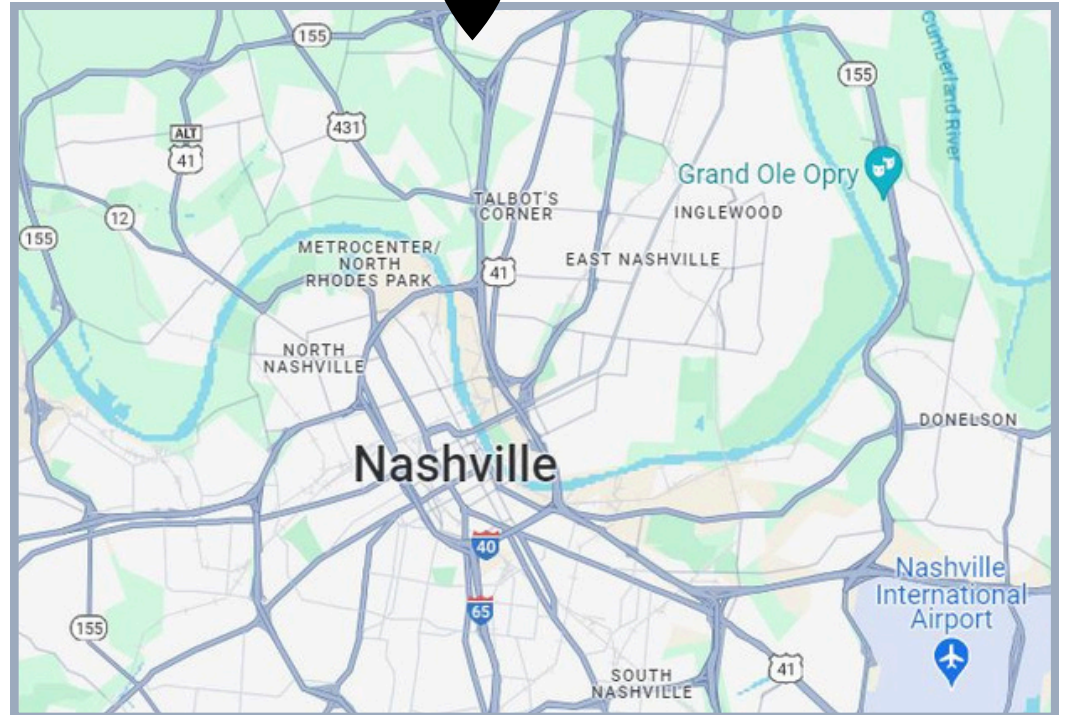 155
Cumberland River
155
431
ALT
41
Grand Ole Opry
TALBOT'S
CORNER
INGLEWOOD
12
155
METROCENTER/
NORTH
RHODES PARK
EAST NASHVILLE
41
NORTH
NASHVILLE
DONELSON
Nashville
40
Nashville
International
Airport
65
155
41
SOUTH
NASHVILLE